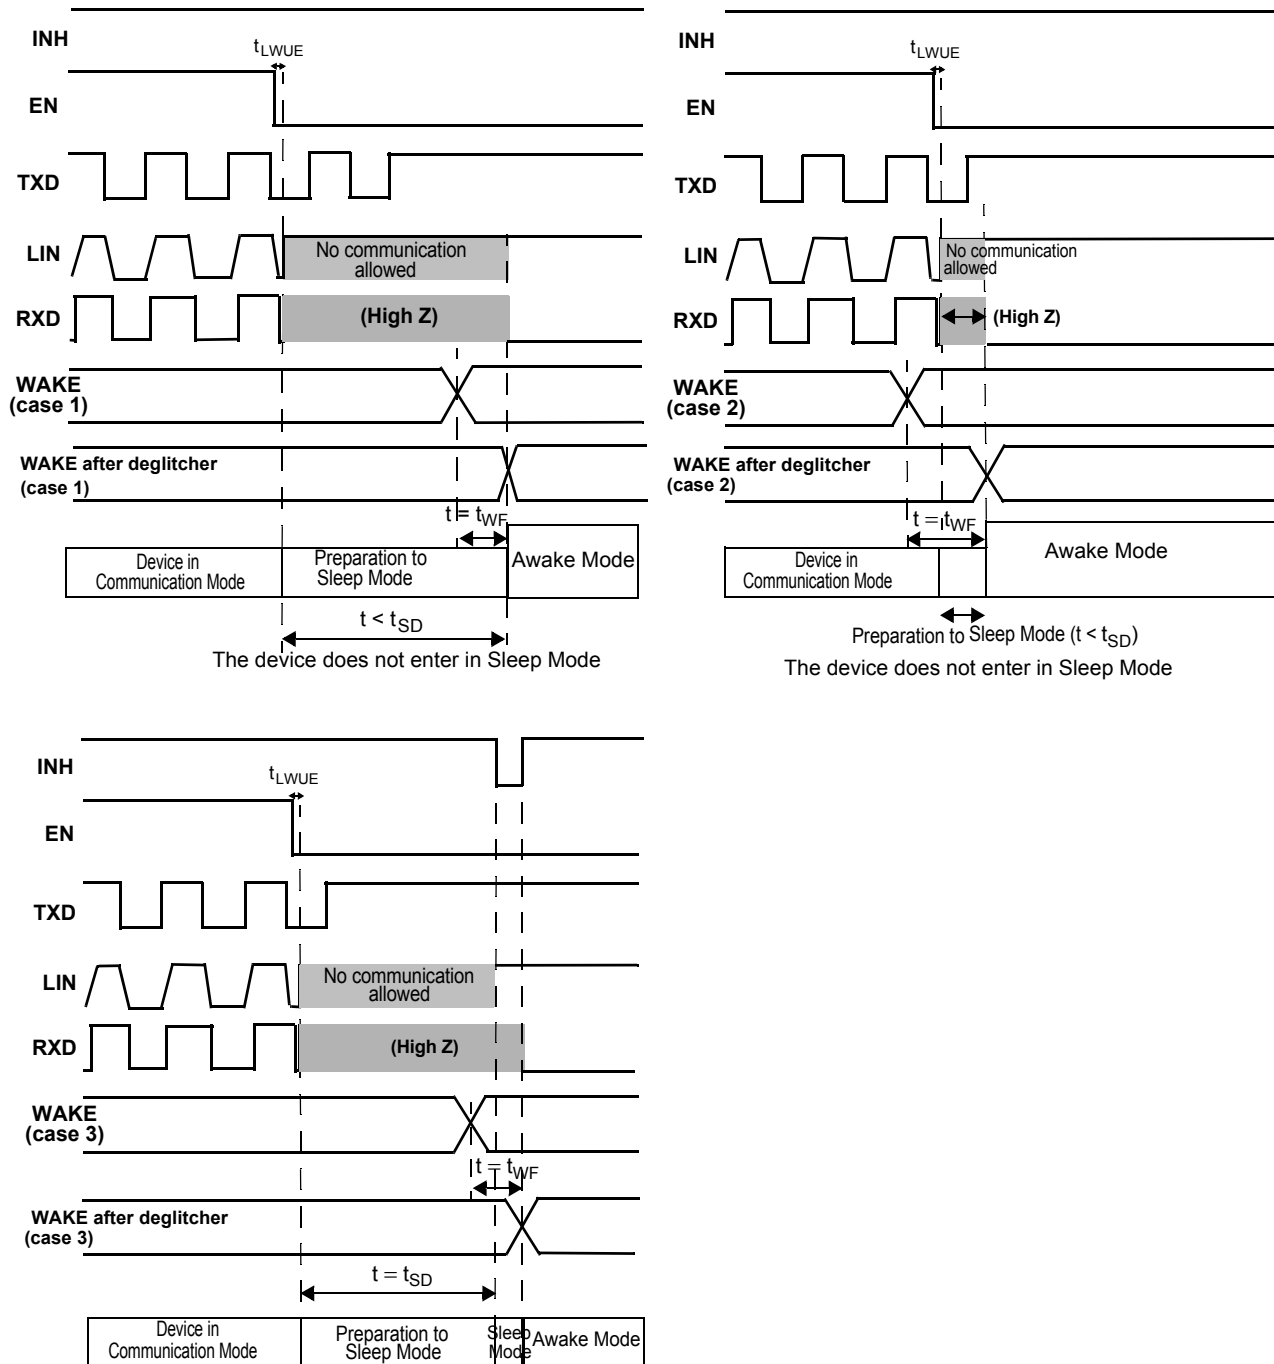 INH
tLWUE
EN
TXD
LIN
No communication
allowed
RXD
(High Z)
WAKE
(case 1)
WAKE after deglitcher
(case 1)
t = tWF
Device in
Communication Mode
Preparation to
Sleep Mode
Awake Mode
t < tSD
The device does not enter in Sleep Mode
INH
tLWUE
EN
TXD
LIN
No communication
allowed
RXD
(High Z)
WAKE
(case 2)
WAKE after deglitcher
(case 2)
t = tWF
Device in
Communication Mode
Awake Mode
Preparation to Sleep Mode (t < tSD)
The device does not enter in Sleep Mode
INH
tLWUE
EN
TXD
LIN
No communication
allowed
RXD
(High Z)
WAKE
(case 3)
t = tWF
WAKE after deglitcher
(case 3)
t = tSD
Device in
Communication Mode
Preparation to
Sleep Mode
Sleep
Mode
Awake Mode